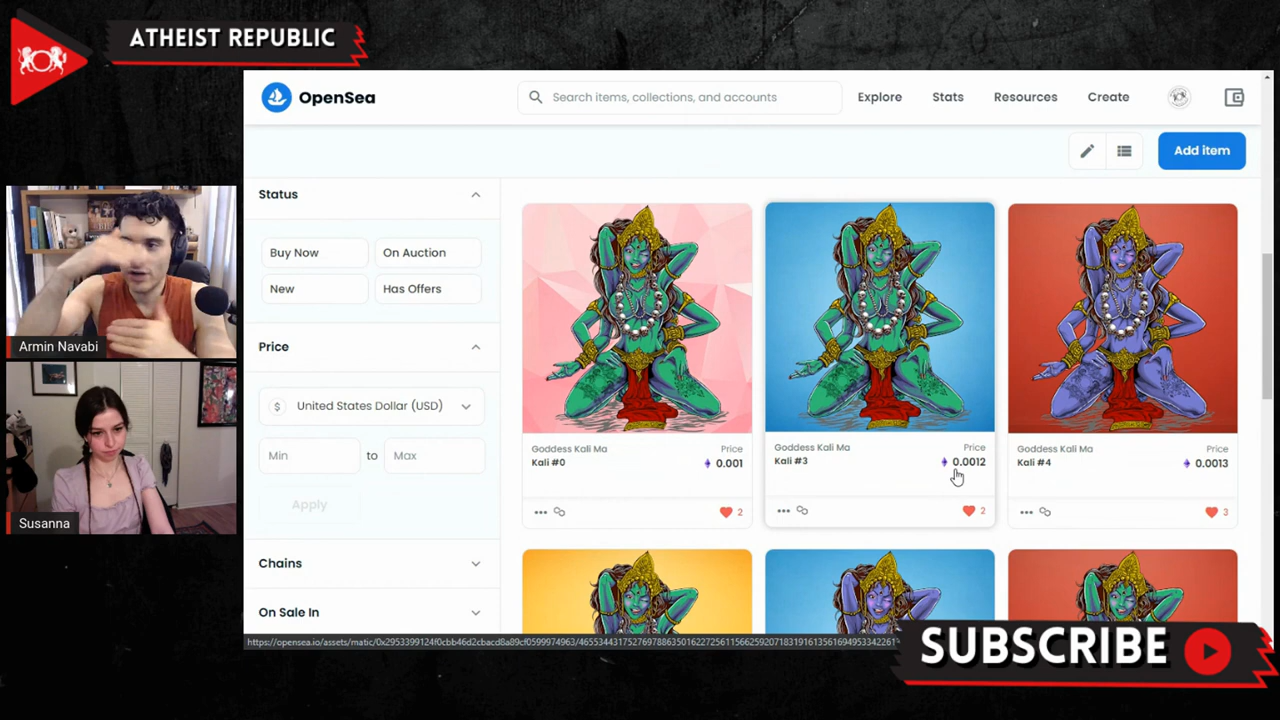 ATHEIST REPUBLIC
OpenSea
Search items, collections, and accounts
Explore
Stats
Resources
Create
Add item
Status
Buy Now
On Auction
New
Has Offers
Price
$ United States Dollar (USD)
Min
to
Max
Apply
Chains
On Sale In
Goddess Kali Ma
Price
Kali #0
0.001
2
Goddess Kali Ma
Price
Kali #3
0.0012
2
Goddess Kali Ma
Price
Kali #4
0.0013
3
Armin Navabi
Susanna
SUBSCRIBE